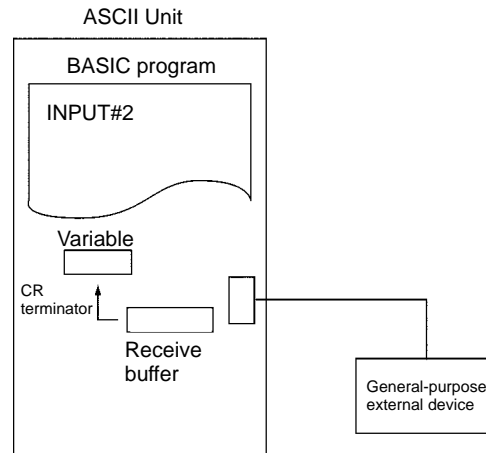 ASCII Unit
BASIC program
INPUT#2
Variable
CR
terminator
Receive
buffer
General-purpose
external device